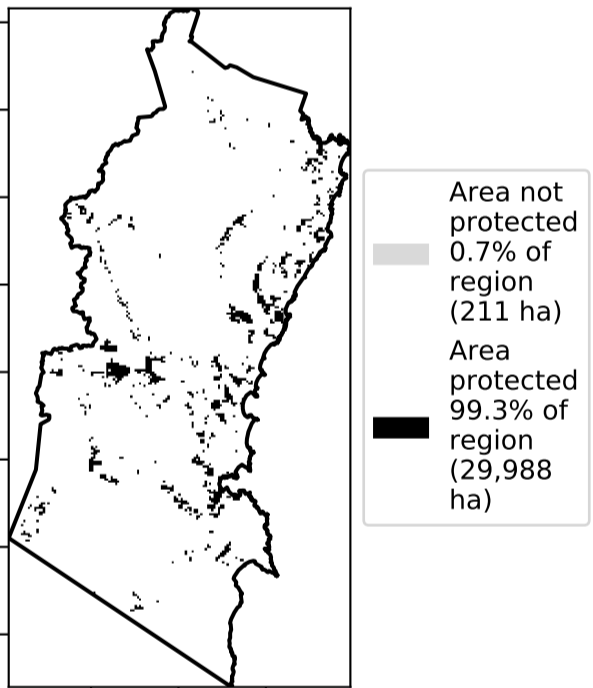 Area not
protected
0.7% of
region
(211 ha)
Area
protected
99.3% of
region
(29,988
ha)